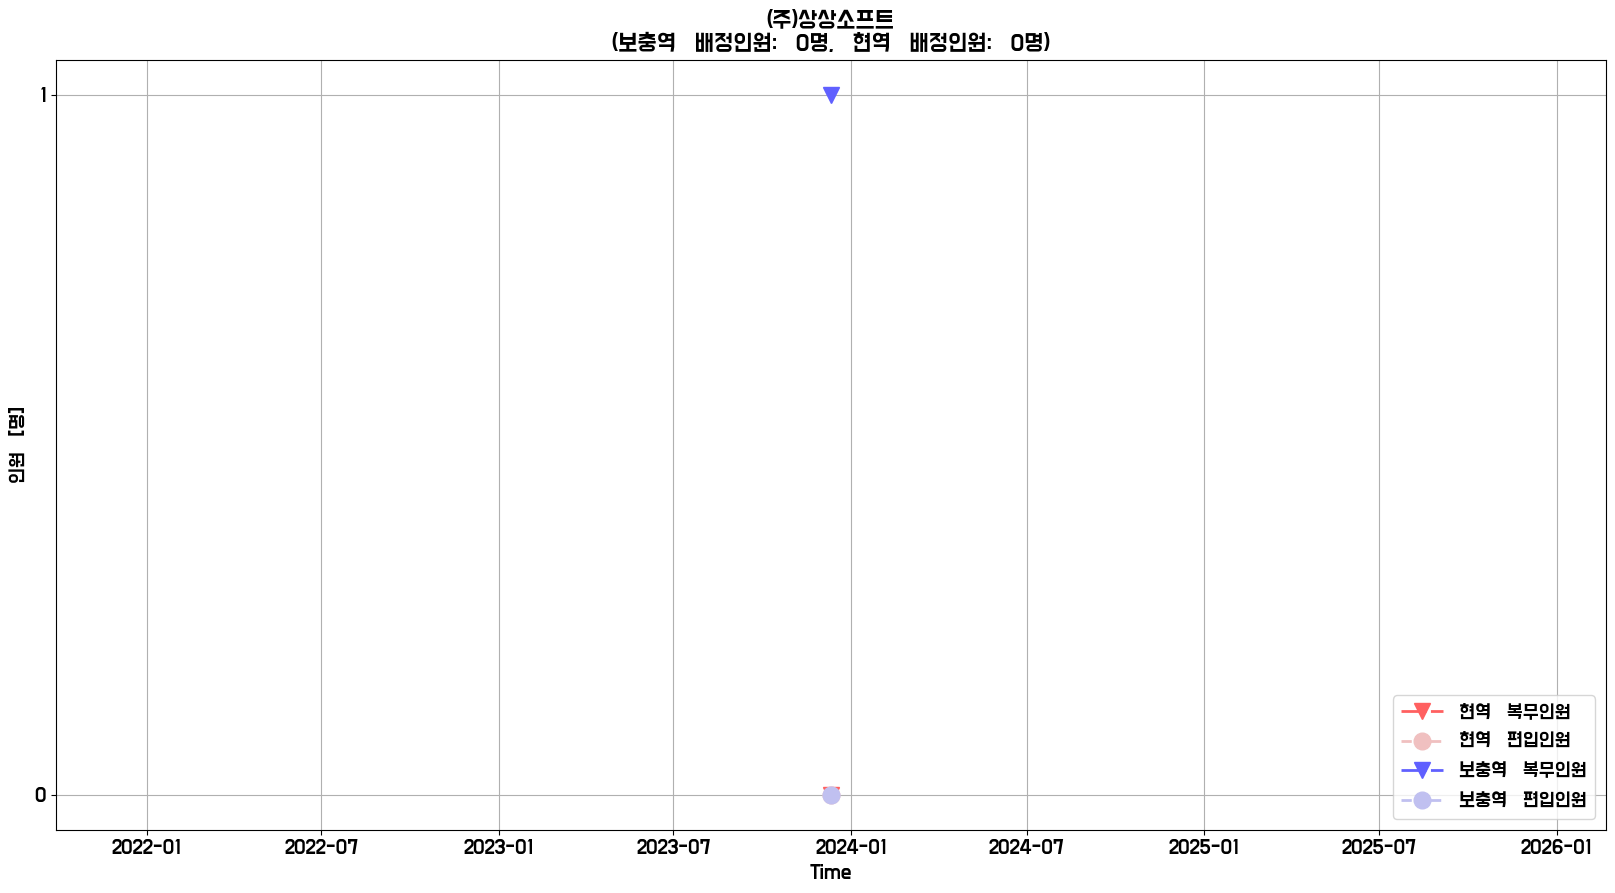 (주)상상소프트
(보충역 배정인원: 0명, 현역 배정인원: 0명)
인원 [명]
1
0
2022-01 2022-07 2023-01 2023-07 2024-01 2024-07 2025-01 2025-07 2026-01
Time
현역 복무인원
현역 편입인원
보충역 복무인원
보충역 편입인원